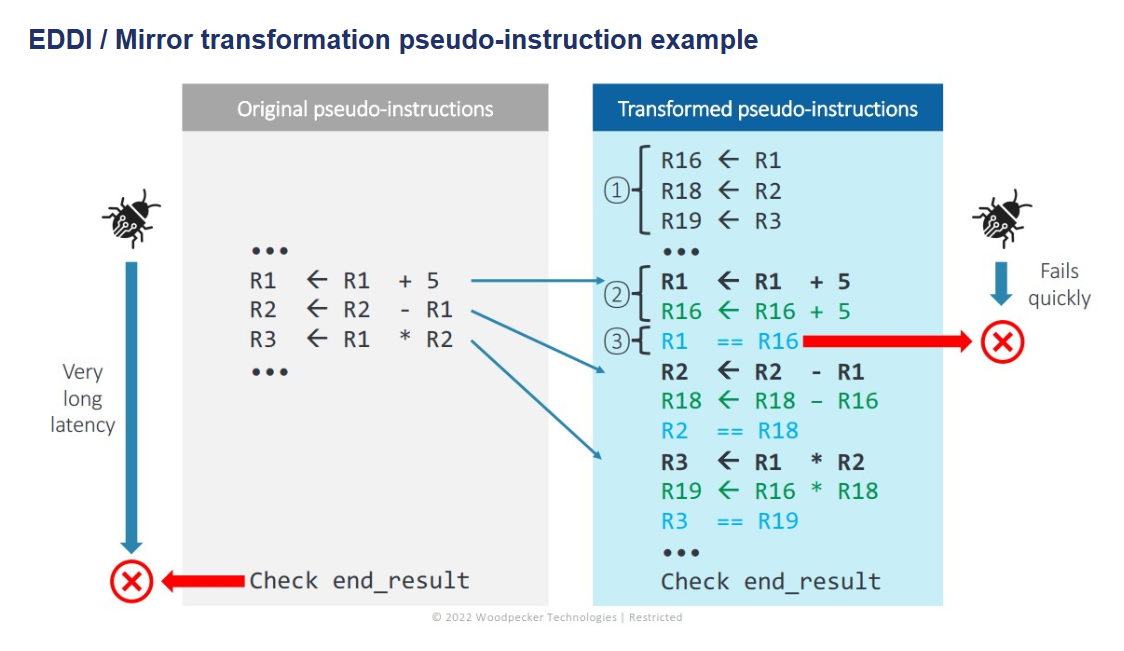 EDDI / Mirror transformation pseudo-instruction example
Original pseudo-instructions
•••
R1 ← R1 + 5
R2 ← R2 - R1
R3 ← R1 * R2
•••
Check end_result
Very
long
latency
Transformed pseudo-instructions
①
R16 ← R1
R18 ← R2
R19 ← R3
•••
②
R1 ← R1 + 5
R16 ← R16 + 5
③
R1 == R16
R2 ← R2 - R1
R18 ← R18 – R16
R2 == R18
R3 ← R1 * R2
R19 ← R16 * R18
R3 == R19
•••
Check end_result
Fails
quickly
© 2022 Woodpecker Technologies | Restricted